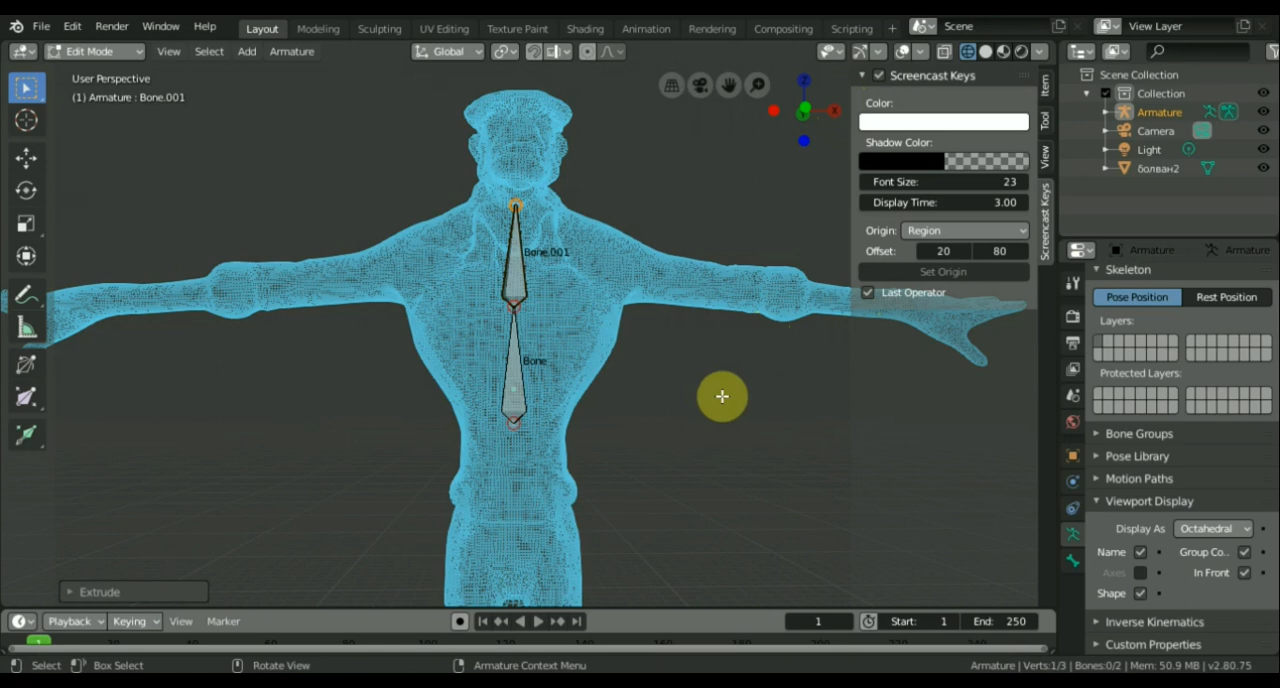 File Edit Render Window Help Layout Modeling Sculpting UV Editing Texture Paint Shading Animation Rendering Compositing Scripting + Scene View Layer
Edit Mode View Select Add Armature Global
User Perspective
(1) Armature : Bone.001
Bone.001
Bone
Extrude
Screencast Keys
Color:
Shadow Color:
Font Size: 23
Display Time: 3.00
Origin: Region
Offset: 20 80
Set Origin
Last Operator
Item
Tool
View
Screencast Keys
Scene Collection
Collection
Armature
Camera
Light
болван2
Armature Armature
Skeleton
Pose Position Rest Position
Layers:
Protected Layers:
Bone Groups
Pose Library
Motion Paths
Viewport Display
Display As Octahedral
Name Group Co..
Axes In Front
Shape
Inverse Kinematics
Custom Properties
Playback Keying View Marker 1 Start: 1 End: 250
1
Select Box Select Rotate View Armature Context Menu Armature | Verts:1/3 | Bones:0/2 | Mem: 50.9 MB | v2.80.75